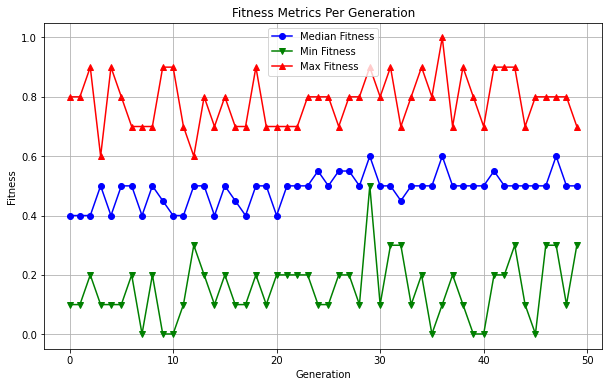 Fitness Metrics Per Generation
Median Fitness
Min Fitness
Max Fitness
1.0
0.8
0.6
0.4
0.2
0.0
Fitness
0 10 20 30 40 50
Generation